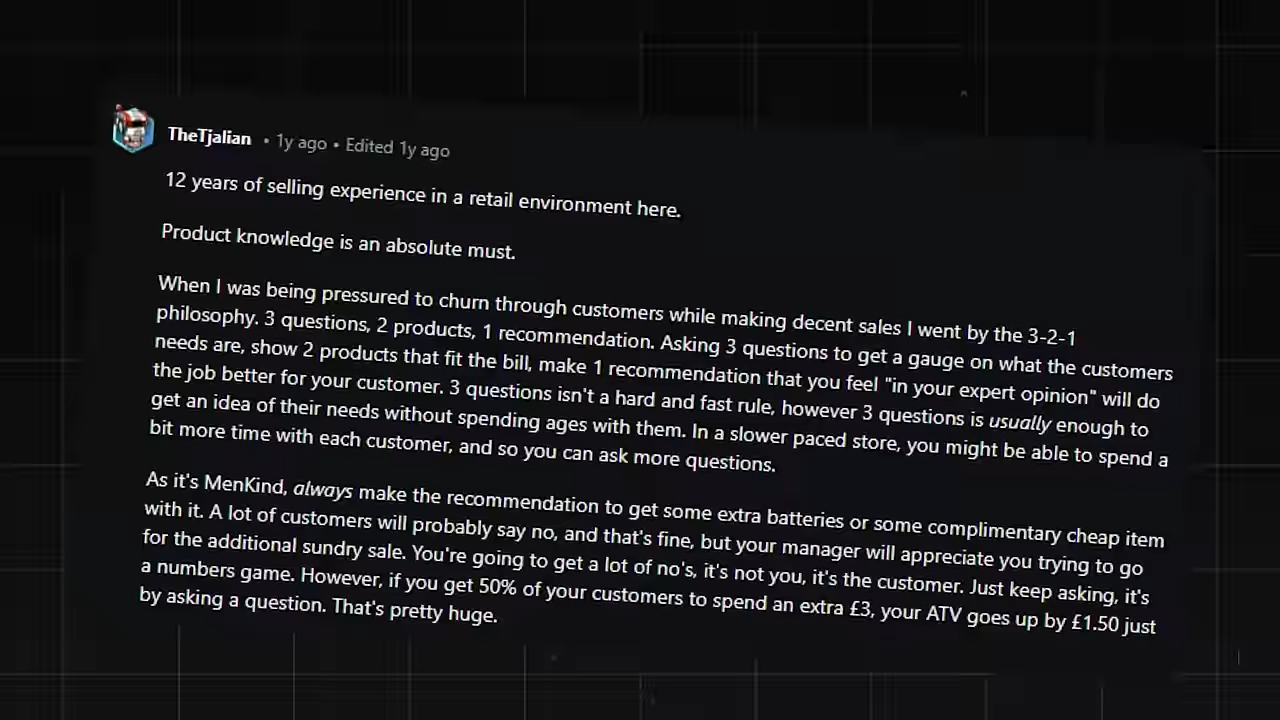 TheTjalian • 1y ago • Edited 1y ago
12 years of selling experience in a retail environment here.
Product knowledge is an absolute must.
When I was being pressured to churn through customers while making decent sales I went by the 3-2-1
philosophy. 3 questions, 2 products, 1 recommendation. Asking 3 questions to get a gauge on what the customers
needs are, show 2 products that fit the bill, make 1 recommendation that you feel "in your expert opinion" will do
the job better for your customer. 3 questions isn't a hard and fast rule, however 3 questions is usually enough to
get an idea of their needs without spending ages with them. In a slower paced store, you might be able to spend a
bit more time with each customer, and so you can ask more questions.
As it's MenKind, always make the recommendation to get some extra batteries or some complimentary cheap item
with it. A lot of customers will probably say no, and that's fine, but your manager will appreciate you trying to go
for the additional sundry sale. You're going to get a lot of no's, it's not you, it's the customer. Just keep asking, it's
a numbers game. However, if you get 50% of your customers to spend an extra £3, your ATV goes up by £1.50 just
by asking a question. That's pretty huge.